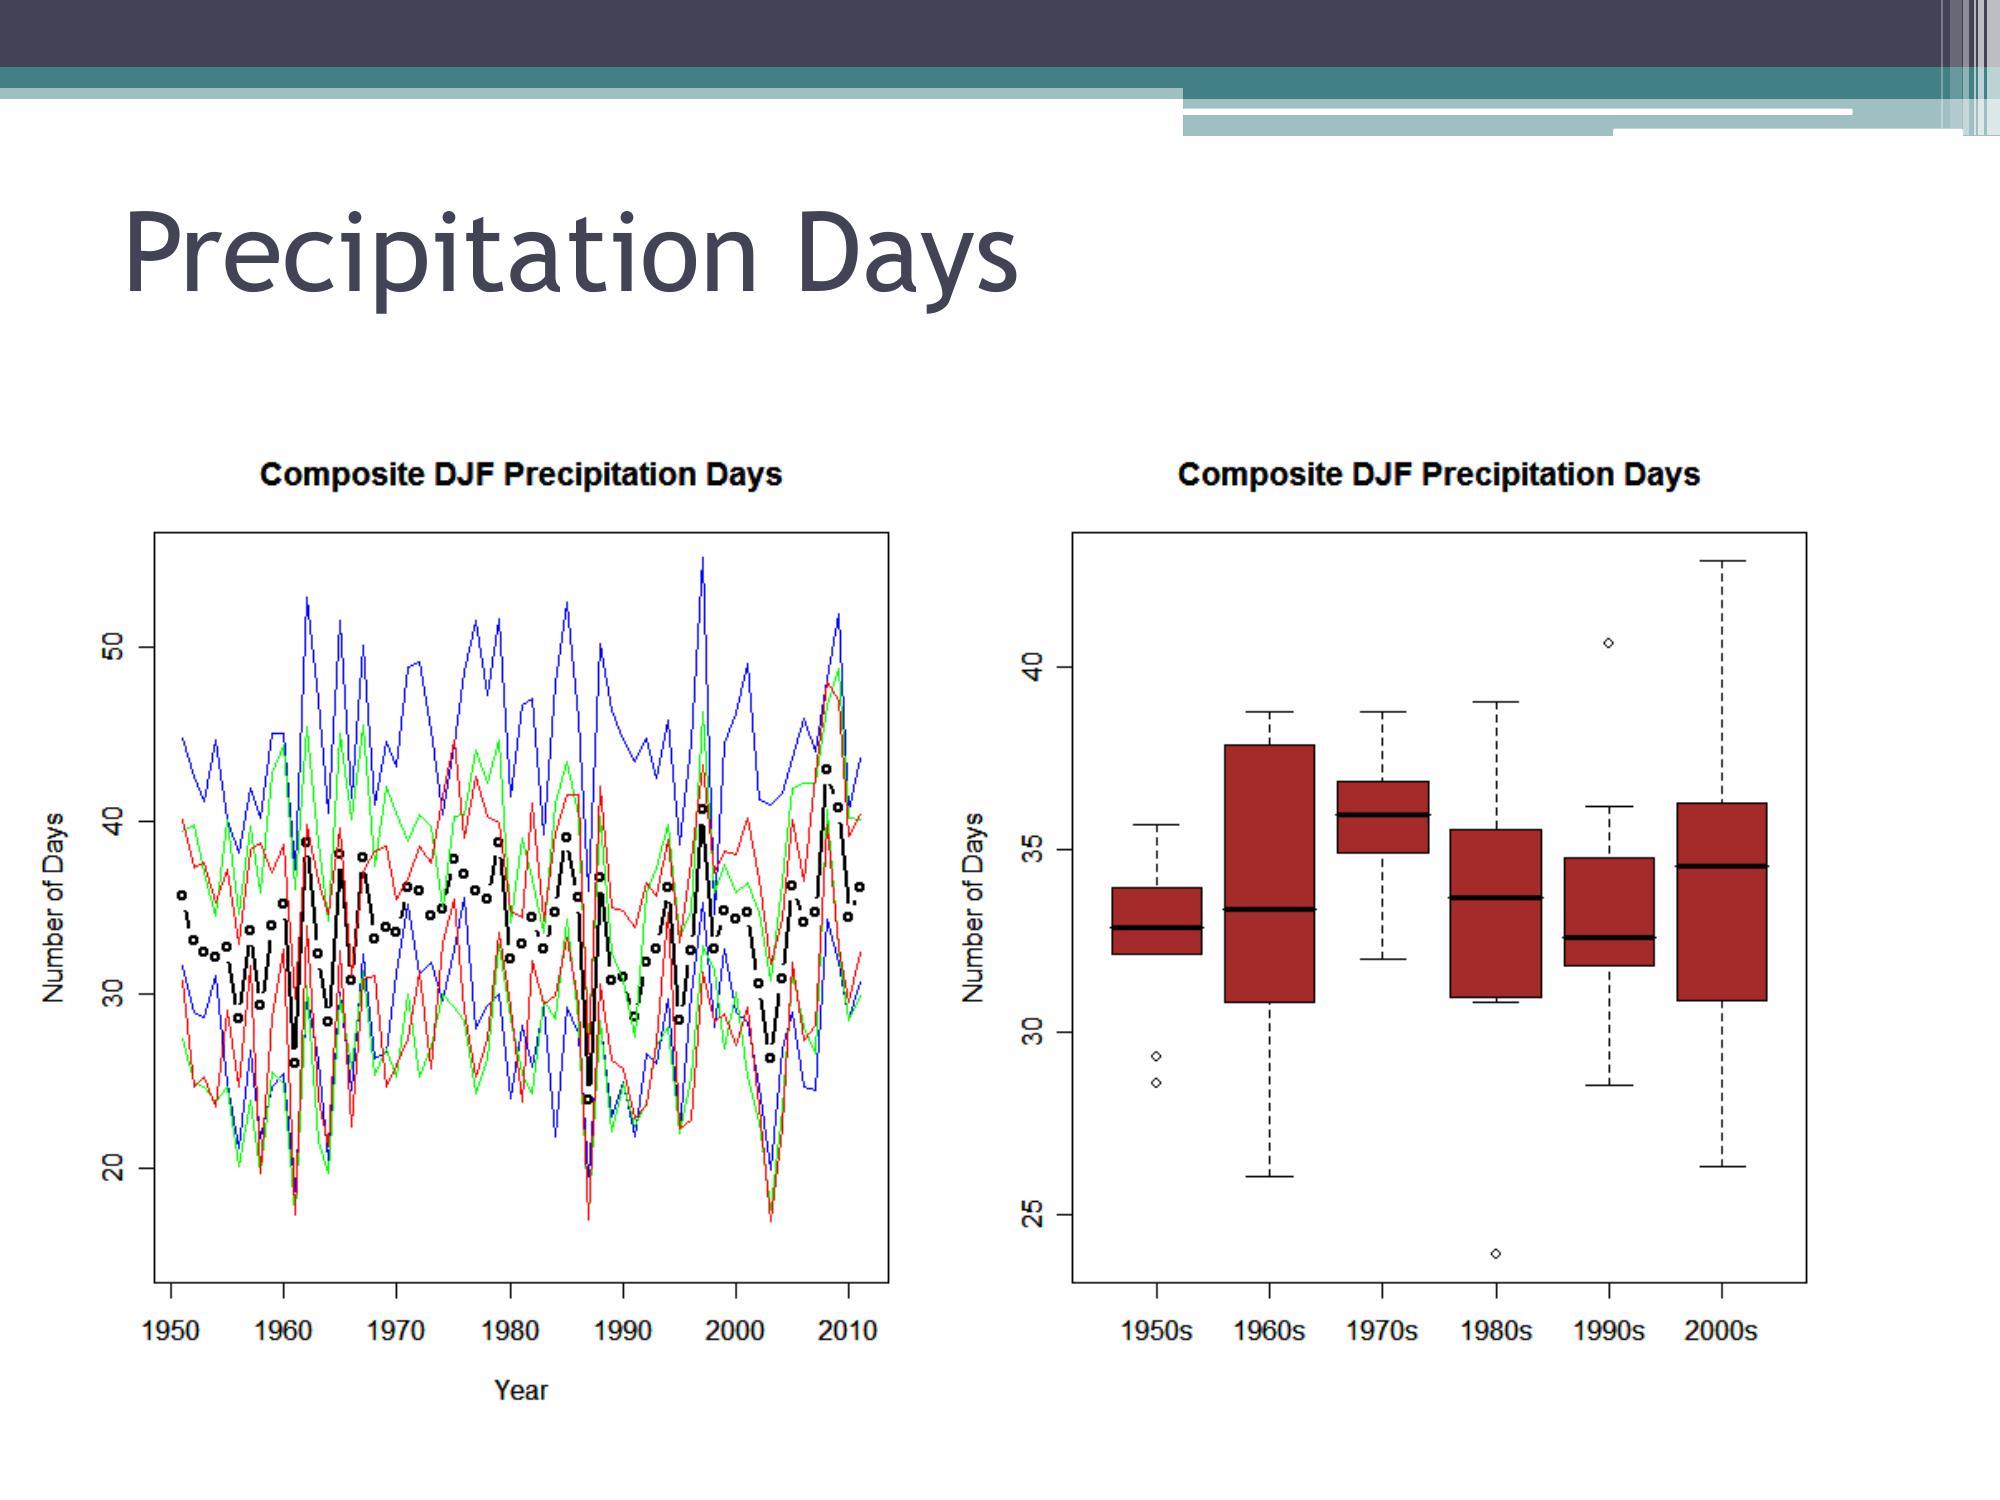 Precipitation Days
Composite DJF Precipitation Days
Number of Days
50
40
30
20
1950 1960 1970 1980 1990 2000 2010
Year
Composite DJF Precipitation Days
Number of Days
40
35
30
25
1950s 1960s 1970s 1980s 1990s 2000s